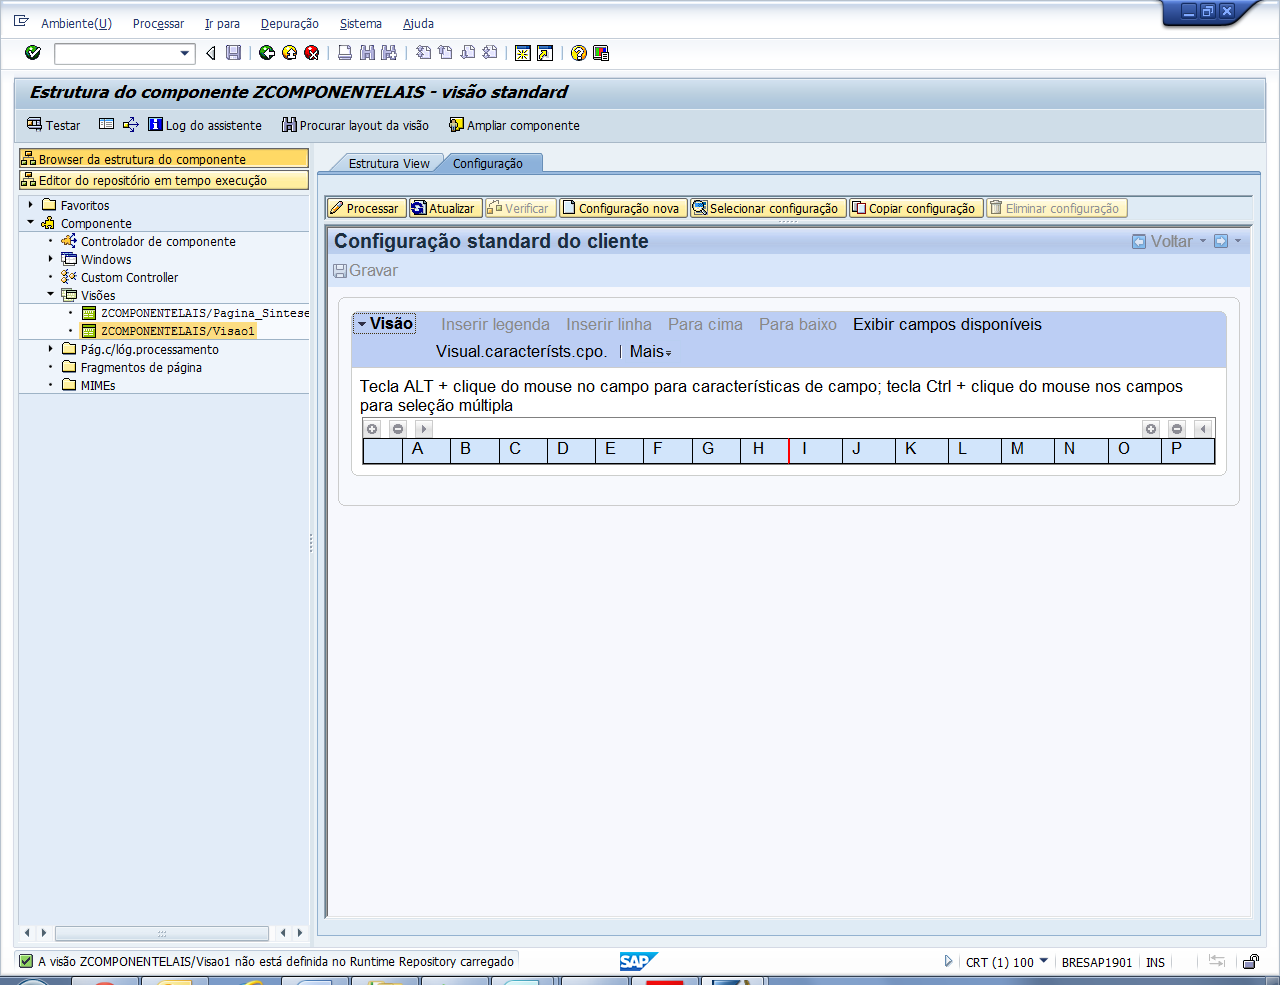 Ambiente(U) Processar Ir para Depuração Sistema Ajuda
Estrutura do componente ZCOMPONENTELAIS - visão standard
Testar Log do assistente Procurar layout da visão Ampliar componente
Browser da estrutura do componente
Editor do repositório em tempo execução
Favoritos
Componente
Controlador de componente
Windows
Custom Controller
Visões
ZCOMPONENTELAIS/Pagina_Sintese
ZCOMPONENTELAIS/Visao1
Pág.c/lóg.processamento
Fragmentos de página
MIMEs
Estrutura View Configuração
Processar Atualizar Verificar Configuração nova Selecionar configuração Copiar configuração Eliminar configuração
Configuração standard do cliente Voltar
Gravar
Visão Inserir legenda Inserir linha Para cima Para baixo Exibir campos disponíveis
Visual.característs.cpo. | Mais
Tecla ALT + clique do mouse no campo para características de campo; tecla Ctrl + clique do mouse nos campos
para seleção múltipla
A B C D E F G H I J K L M N O P
A visão ZCOMPONENTELAIS/Visao1 não está definida no Runtime Repository carregado
SAP
CRT (1) 100 BRESAP1901 INS